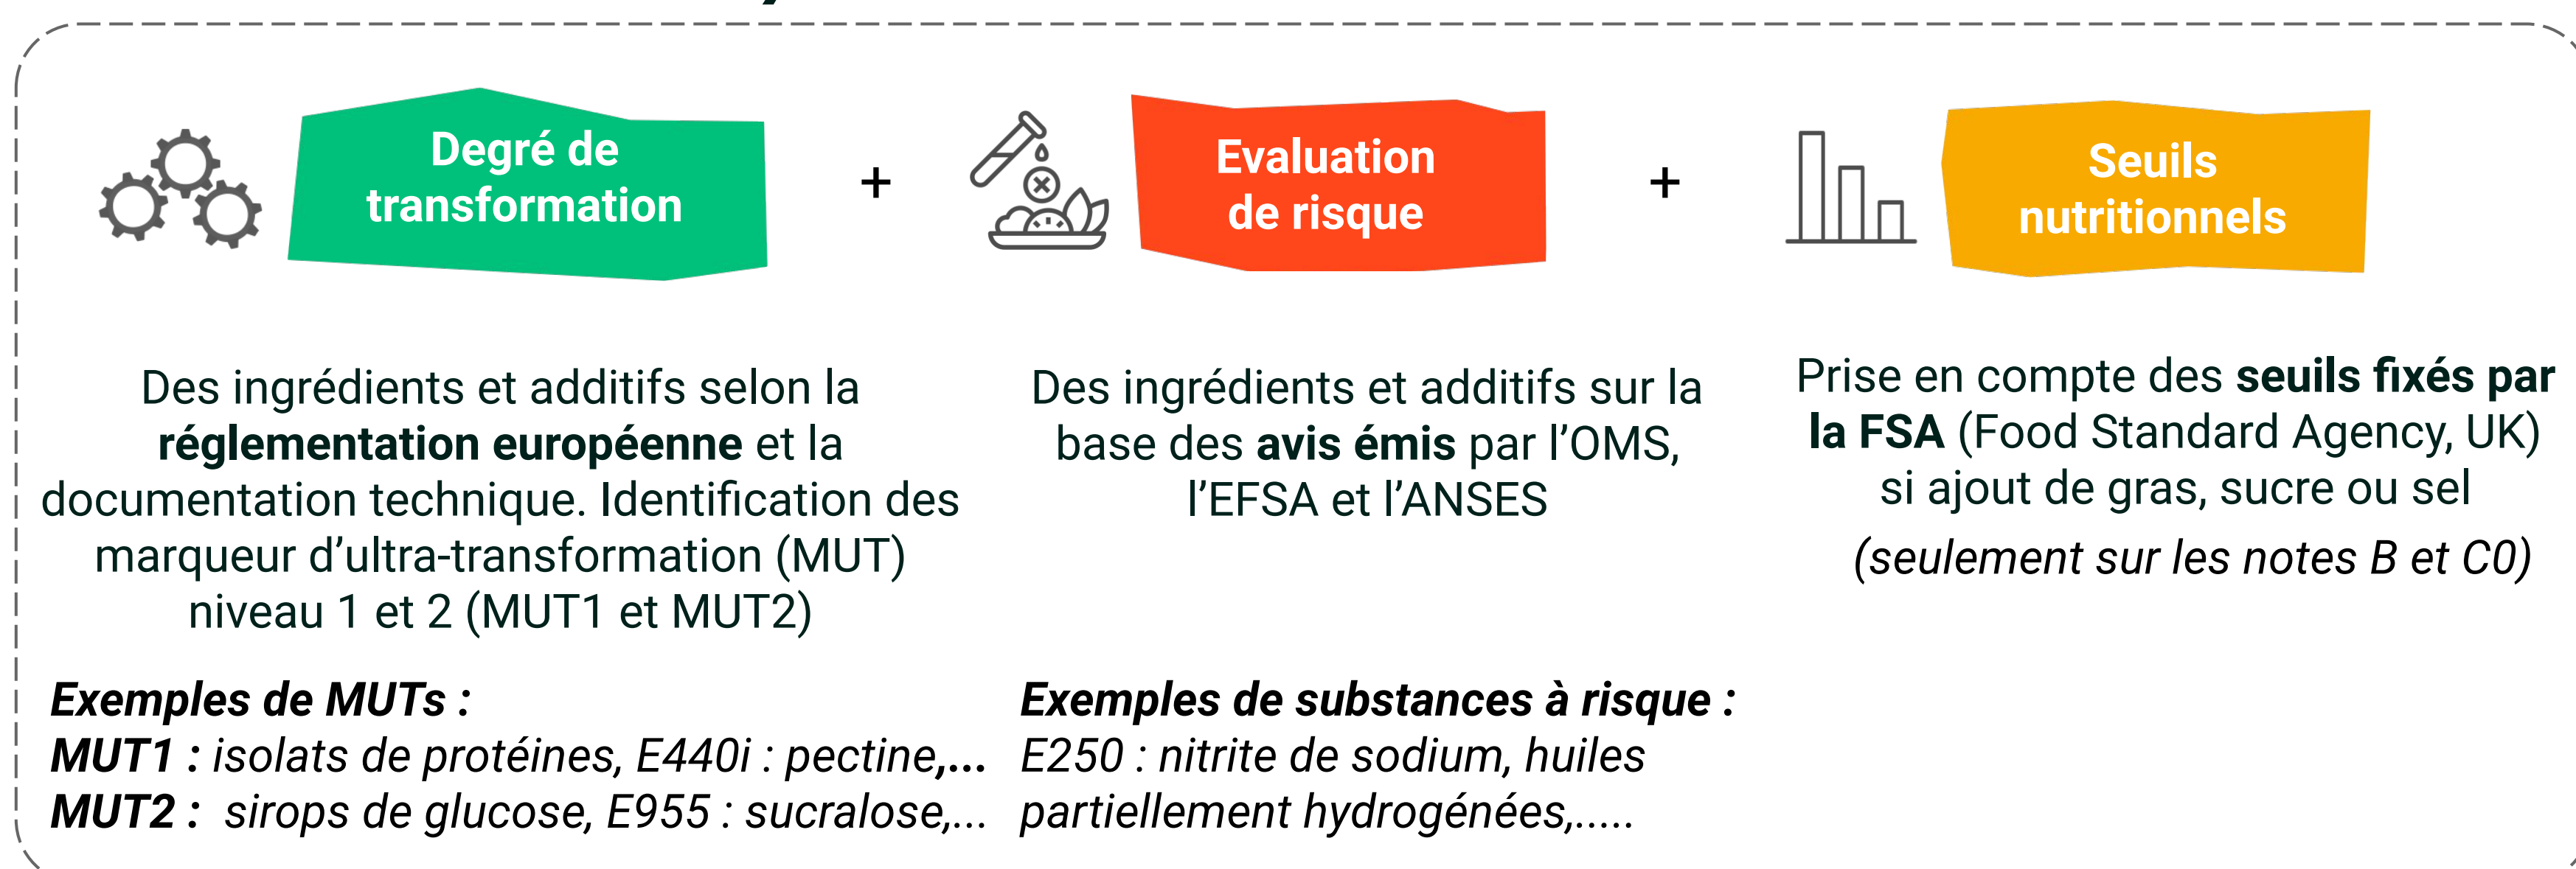 Degré de
transformation
+
Evaluation
de risque
+
Seuils
nutritionnels
Des ingrédients et additifs selon la
réglementation européenne et la
documentation technique. Identification des
marqueur d'ultra-transformation (MUT)
niveau 1 et 2 (MUT1 et MUT2)
Exemples de MUTs :
MUT1 : isolats de protéines, E440i : pectine,...
MUT2 : sirops de glucose, E955 : sucralose,...
Des ingrédients et additifs sur la
base des avis émis par l'OMS,
l'EFSA et l'ANSES
Exemples de substances à risque :
E250 : nitrite de sodium, huiles
partiellement hydrogénées,.....
Prise en compte des seuils fixés par
la FSA (Food Standard Agency, UK)
si ajout de gras, sucre ou sel
(seulement sur les notes B et C0)